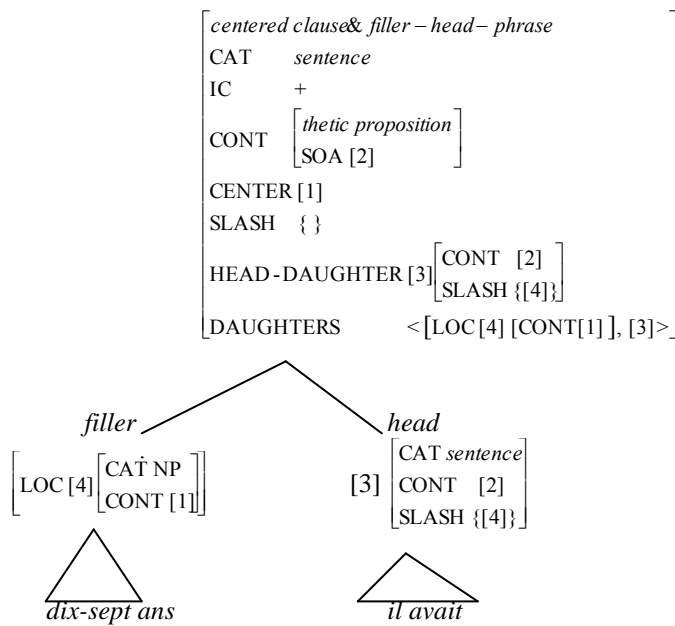 centered clause& filler – head – phrase
CAT sentence
IC +
CONT [thetic proposition
SOA [2]]
CENTER [1]
SLASH { }
HEAD-DAUGHTER [3] [CONT [2]
SLASH {[4]}]
DAUGHTERS <[LOC [4] [CONT[1] ], [3]>
filler head
[LOC [4] [CAT NP
CONT [1]]]
[3] [CAT sentence
CONT [2]
SLASH {[4]}]
dix-sept ans il avait